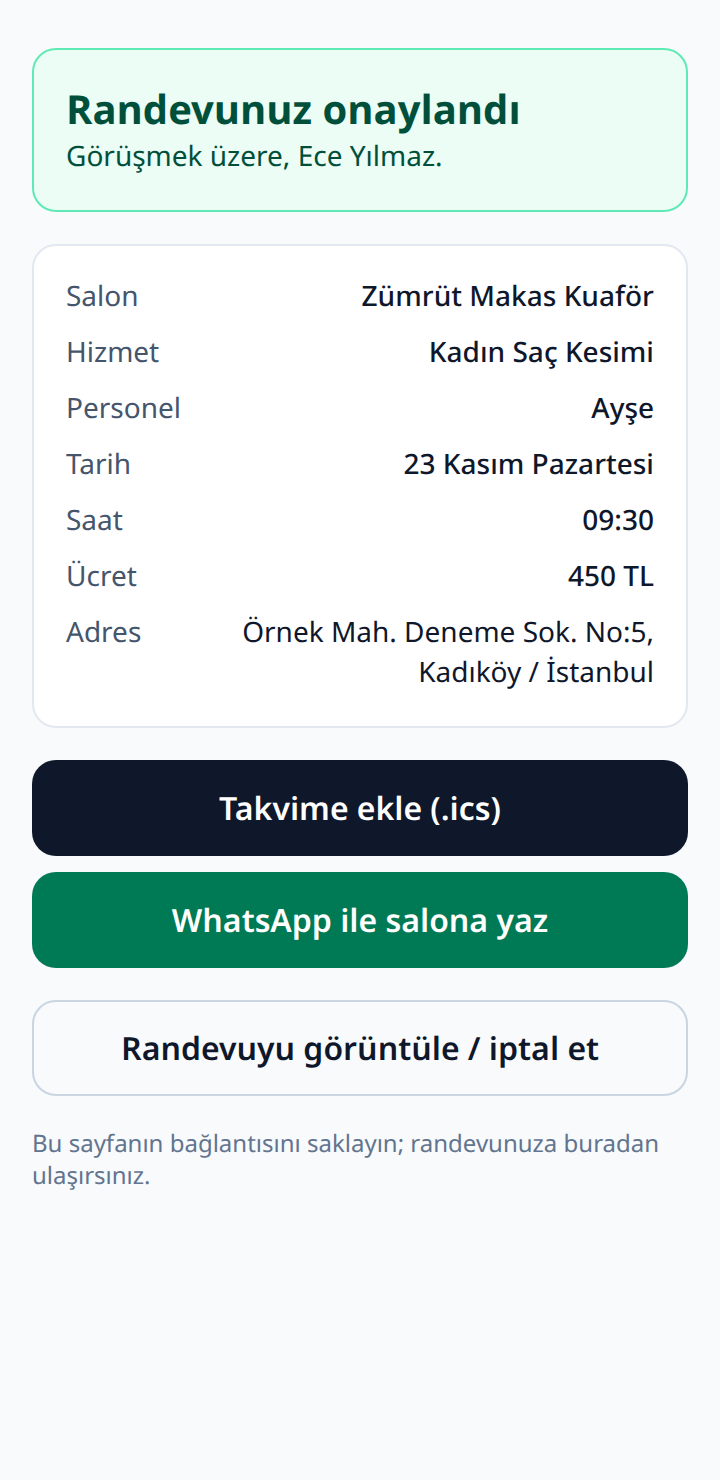 Randevunuz onaylandı
Görüşmek üzere, Ece Yılmaz.
Salon Zümrüt Makas Kuaför
Hizmet Kadın Saç Kesimi
Personel Ayşe
Tarih 23 Kasım Pazartesi
Saat 09:30
Ücret 450 TL
Adres Örnek Mah. Deneme Sok. No:5,
Kadıköy / İstanbul
Takvime ekle (.ics)
WhatsApp ile salona yaz
Randevuyu görüntüle / iptal et
Bu sayfanın bağlantısını saklayın; randevunuza buradan
ulaşırsınız.